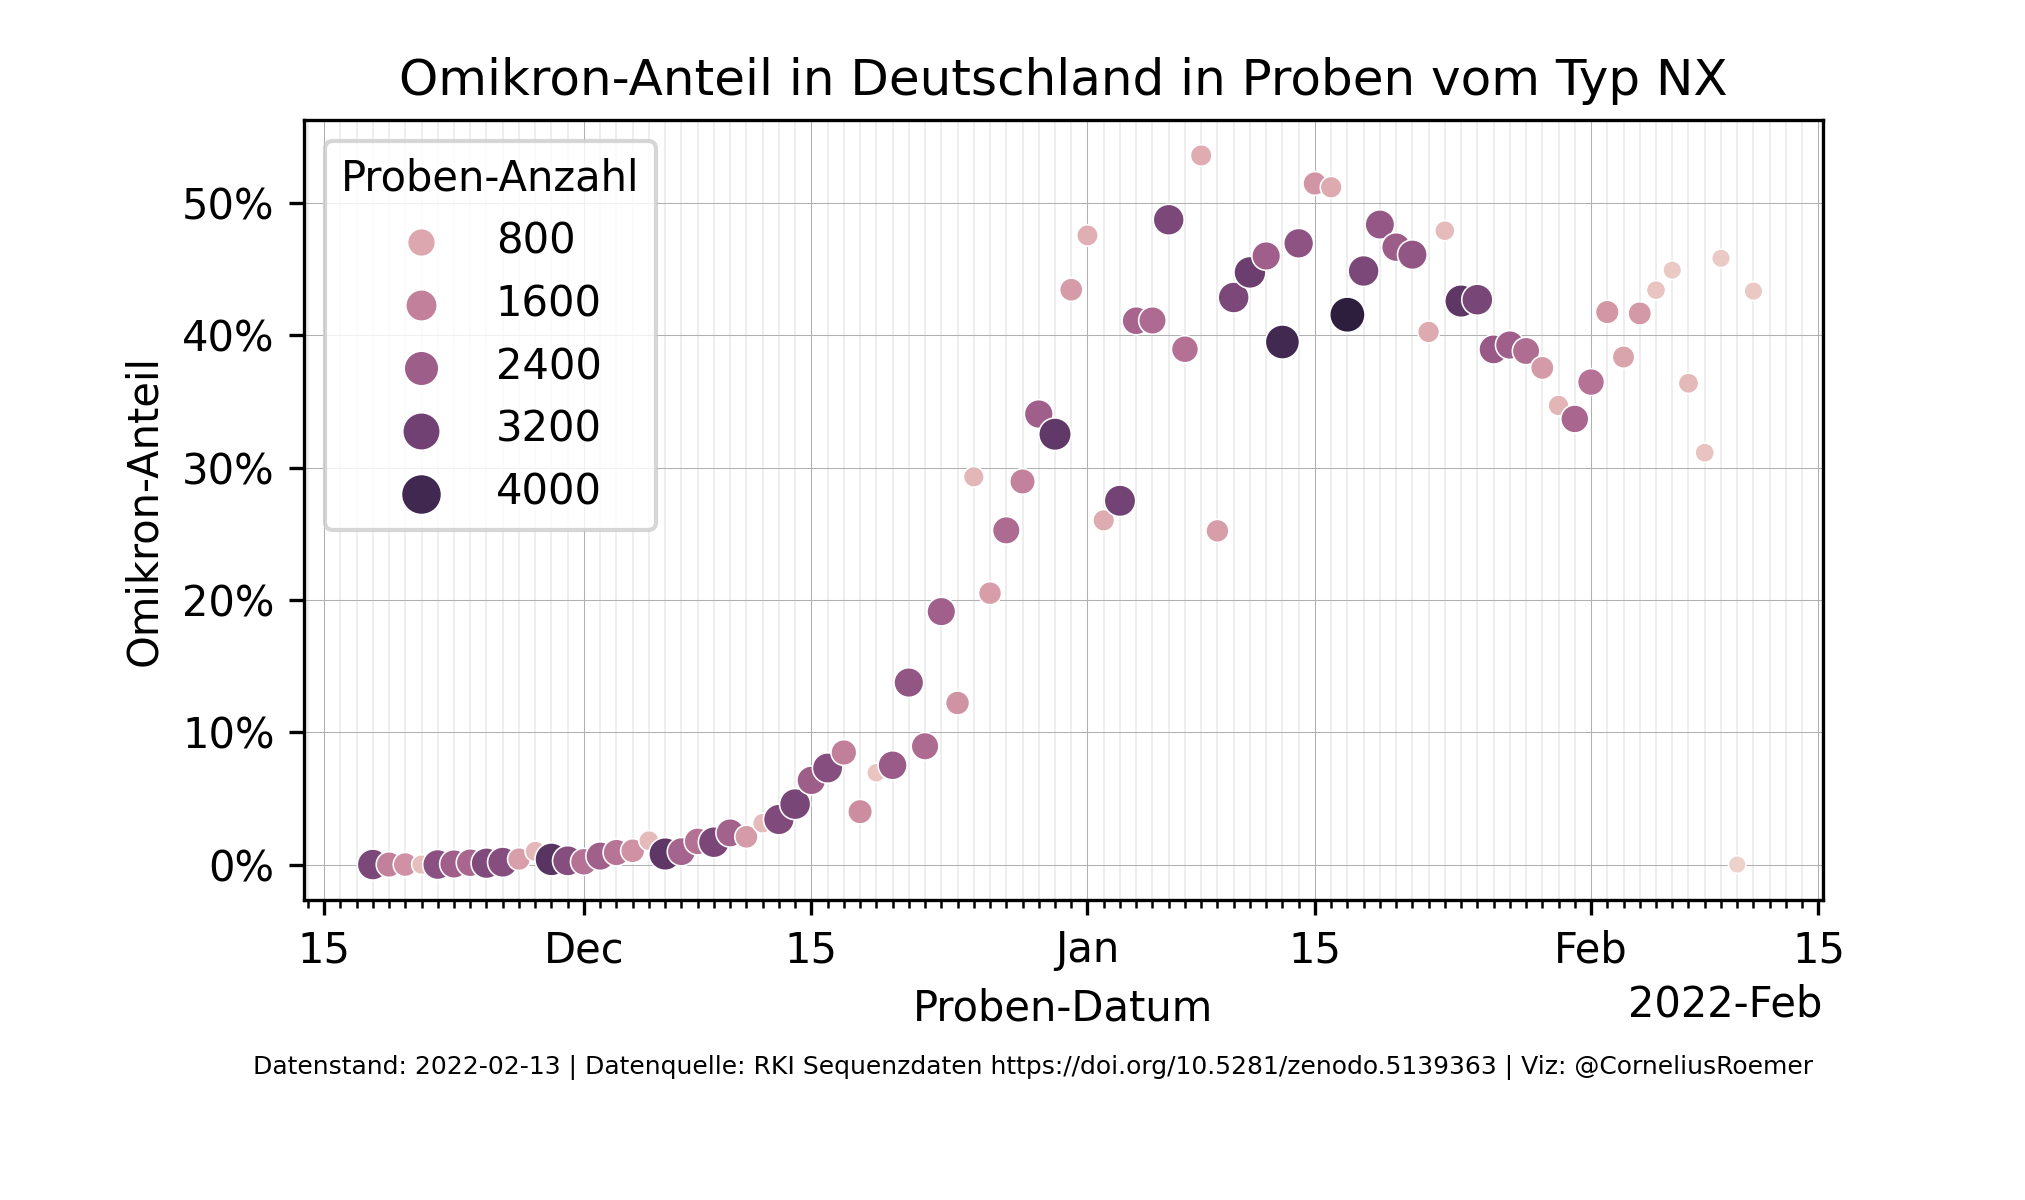 Omikron-Anteil in Deutschland in Proben vom Typ NX
Proben-Anzahl
800
1600
2400
3200
4000
Omikron-Anteil
50%
40%
30%
20%
10%
0%
15 Dec 15 Jan 15 Feb 15
Proben-Datum
2022-Feb
Datenstand: 2022-02-13 | Datenquelle: RKI Sequenzdaten https://doi.org/10.5281/zenodo.5139363 | Viz: @CorneliusRoemer